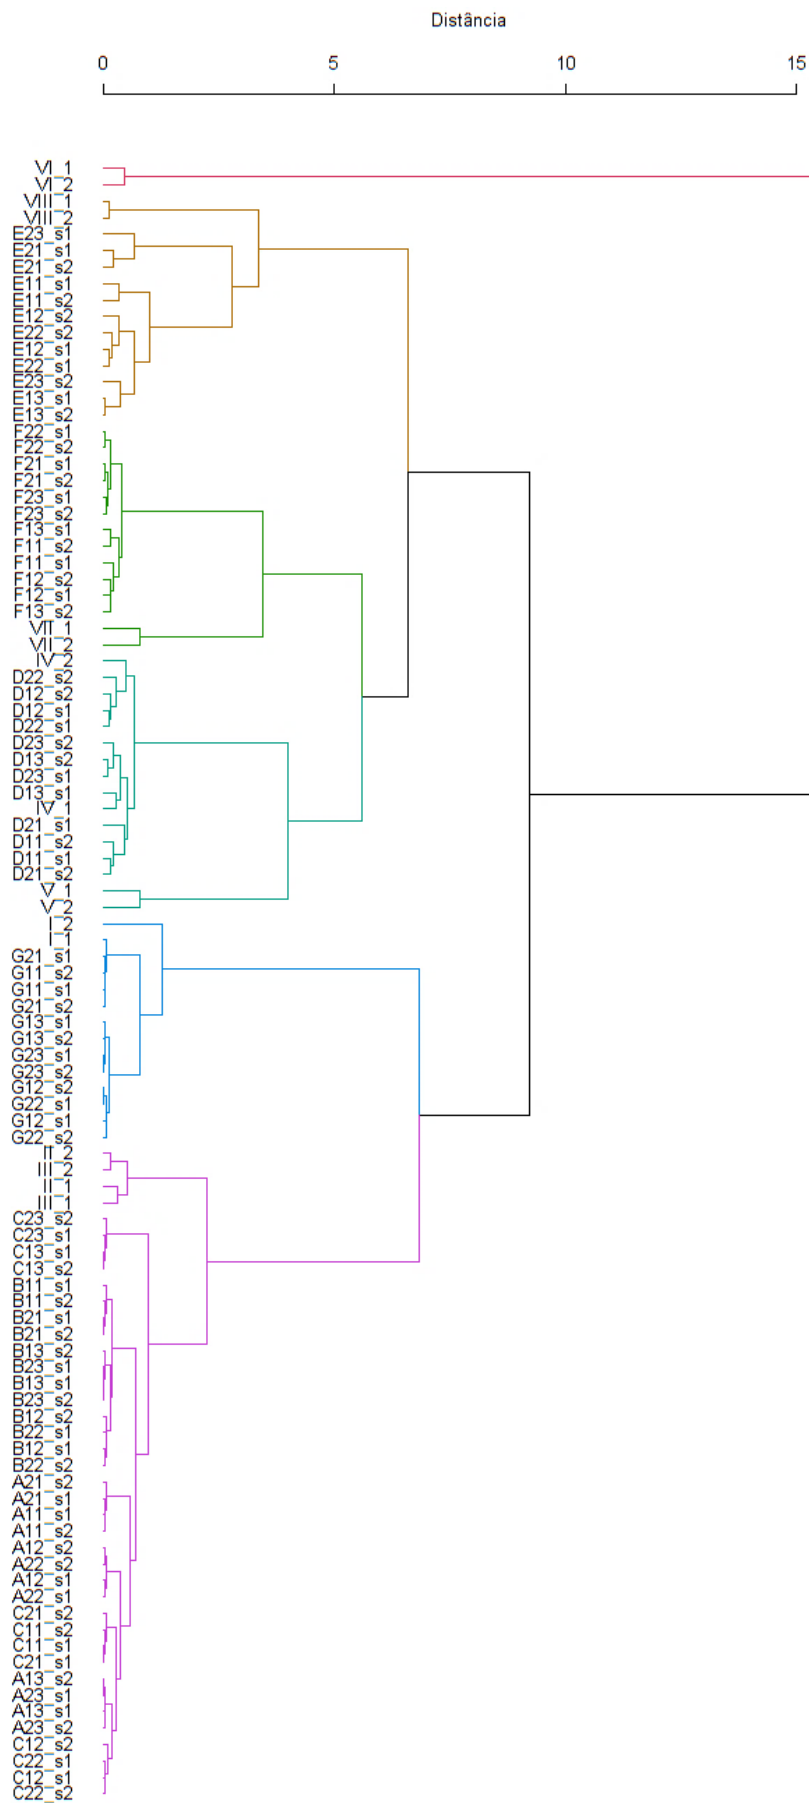 Distância
0 5 10 15
VI_1
VI_2
VIII_1
VIII_2
E23_s1
E21_s1
E21_s2
E11_s1
E11_s2
E12_s2
E22_s2
E12_s1
E22_s1
E23_s2
E13_s1
E13_s2
F22_s1
F22_s2
F21_s1
F21_s2
F23_s1
F23_s2
F13_s1
F11_s2
F11_s1
F12_s2
F12_s1
F13_s2
VII_1
VII_2
IV_2
D22_s2
D12_s2
D12_s1
D22_s1
D23_s2
D13_s2
D23_s1
D13_s1
IV_1
D21_s1
D11_s2
D11_s1
D21_s2
V_1
V_2
I_2
I_1
G21_s1
G11_s2
G11_s1
G21_s2
G13_s1
G13_s2
G23_s1
G23_s2
G12_s2
G22_s1
G12_s1
G22_s2
II_2
III_2
II_1
III_1
C23_s2
C23_s1
C13_s1
C13_s2
B11_s1
B11_s2
B21_s1
B21_s2
B13_s2
B23_s1
B13_s1
B23_s2
B12_s2
B22_s1
B12_s1
B22_s2
A21_s2
A21_s1
A11_s1
A11_s2
A12_s2
A22_s2
A12_s1
A22_s1
C21_s2
C11_s2
C11_s1
C21_s1
A13_s2
A23_s1
A13_s1
A23_s2
C12_s2
C22_s1
C12_s1
C22_s2